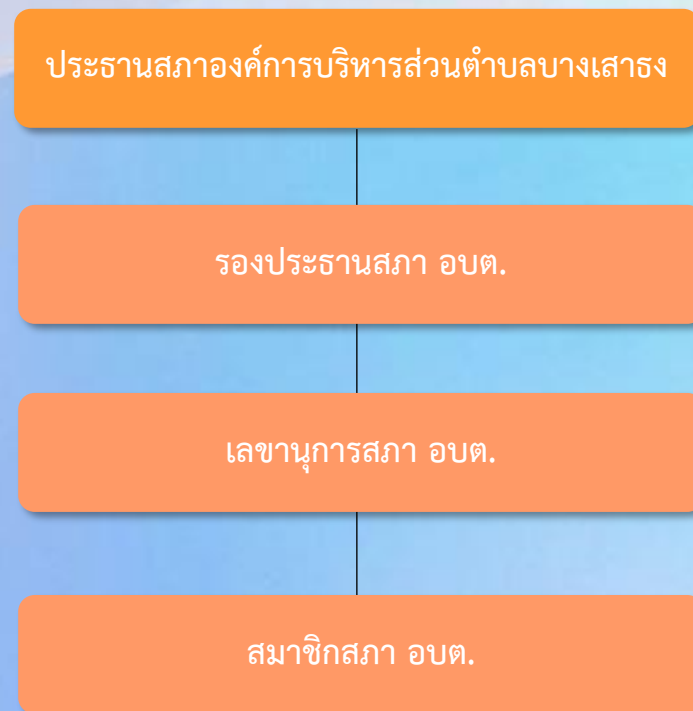 ประธานสภาองค์การบริหารส่วนตำบลบางเสาธง
รองประธานสภา อบต.
เลขานุการสภา อบต.
สมาชิกสภา อบต.